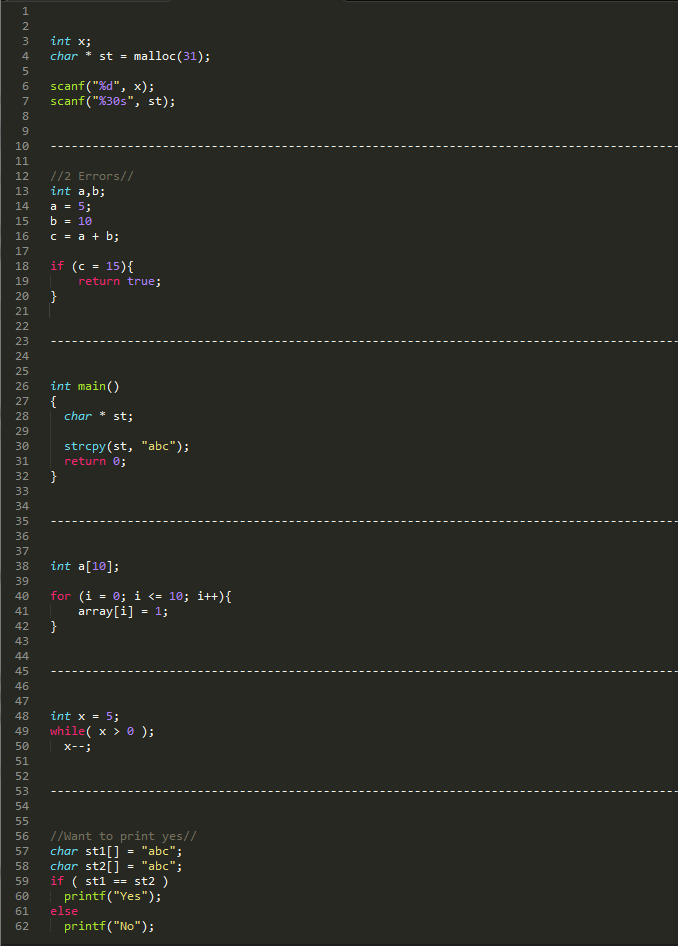 1
2
3 int x;
4 char * st = malloc(31);
5
6 scanf("%d", x);
7 scanf("%30s", st);
8
9
10 ------------------------------------------------------------------------------------------
11
12 //2 Errors//
13 int a,b;
14 a = 5;
15 b = 10
16 c = a + b;
17
18 if (c = 15){
19     return true;
20 }
21
22
23 ------------------------------------------------------------------------------------------
24
25
26 int main()
27 {
28   char * st;
29
30   strcpy(st, "abc");
31   return 0;
32 }
33
34
35 ------------------------------------------------------------------------------------------
36
37
38 int a[10];
39
40 for (i = 0; i <= 10; i++){
41     array[i] = 1;
42 }
43
44
45 ------------------------------------------------------------------------------------------
46
47
48 int x = 5;
49 while( x > 0 );
50   x--;
51
52
53 ------------------------------------------------------------------------------------------
54
55
56 //Want to print yes//
57 char st1[] = "abc";
58 char st2[] = "abc";
59 if ( st1 == st2 )
60   printf("Yes");
61 else
62   printf("No");